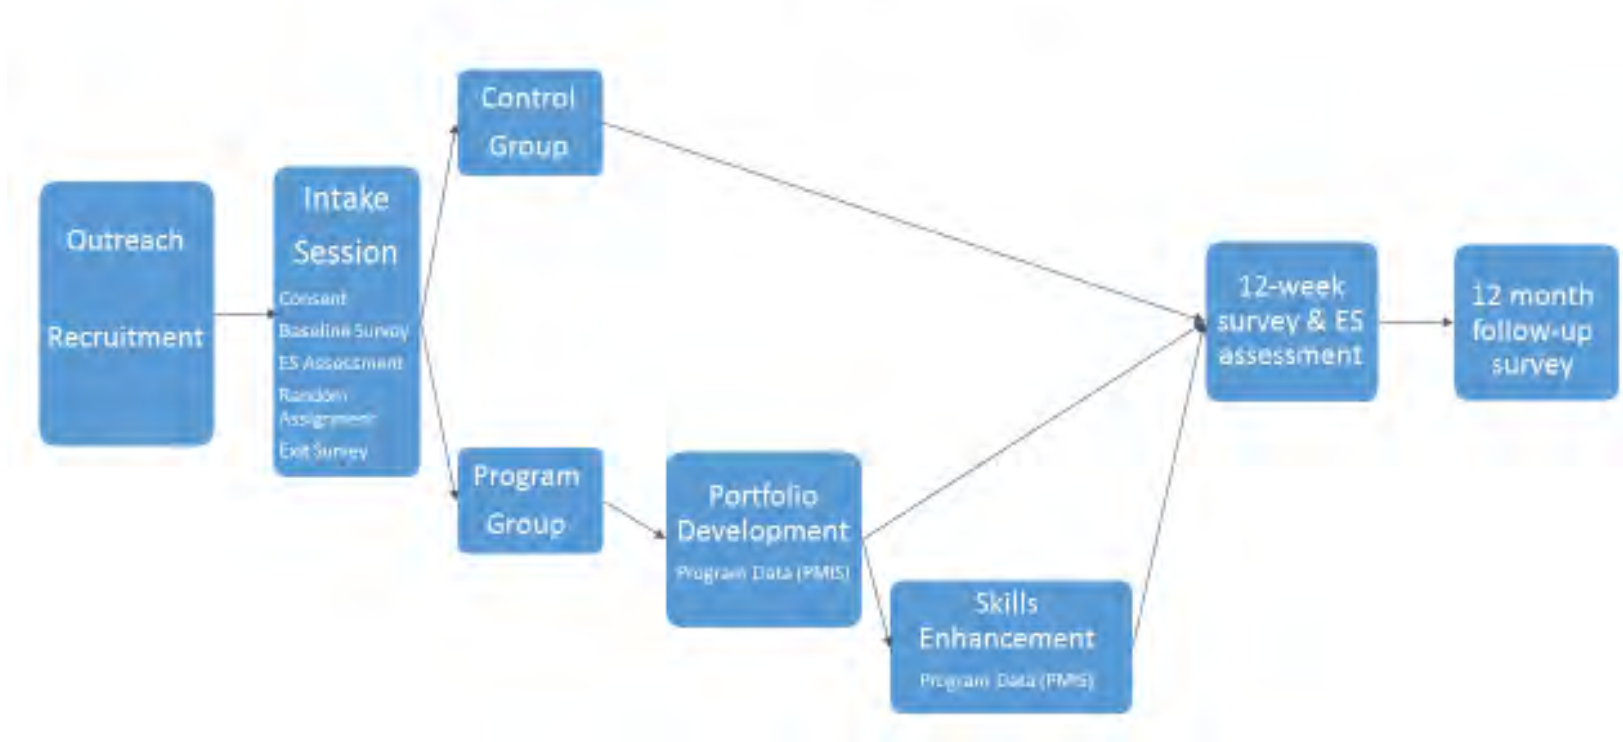 Outreach
Recruitment
Intake
Session
Consent
Baseline Survey
ES Assessment
Random
Assignment
Exit Survey
Control
Group
Program
Group
Portfolio
Development
Program Data (PMIS)
Skills
Enhancement
Program Data (PMIS)
12-week
survey & ES
assessment
12 month
follow-up
survey